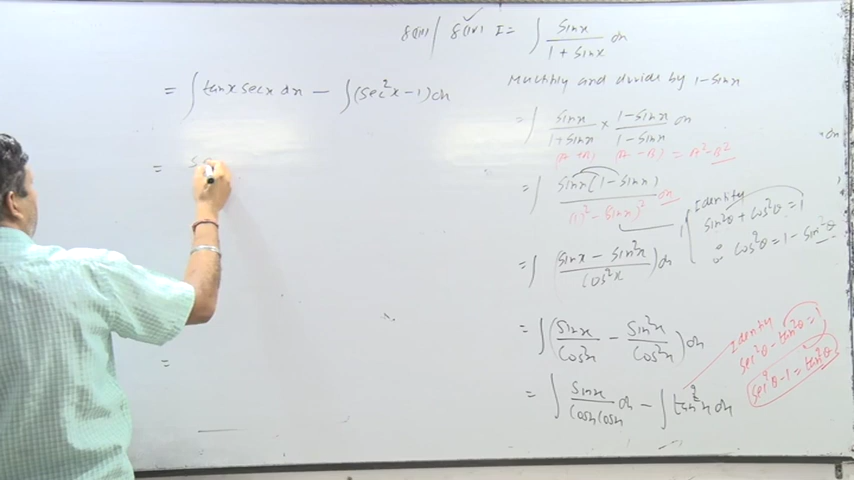 8(iii) / 8(iv) I = ∫ sinx / 1 + sinx dx
Multiply and divide by 1 - sinx
= ∫ sinx / 1+sinx × 1-sinx / 1-sinx dx
(A+B) (A-B) = A²-B²
= ∫ sinx(1-sinx) / (1)² - (sinx)² dx
Identity
sin²θ + cos²θ = 1
∴ cos²θ = 1 - sin²θ
= ∫ (sinx - sin²x / cos²x) dx
= ∫ (sinx / cos²x - sin²x / cos²x) dx
Identity
sec²θ - tan²θ = 1
sec²θ - 1 = tan²θ
= ∫ sinx / cosx cosx dx - ∫ tan²x dx
= ∫ tanx secx dx - ∫ (sec²x - 1) dx
= se
=